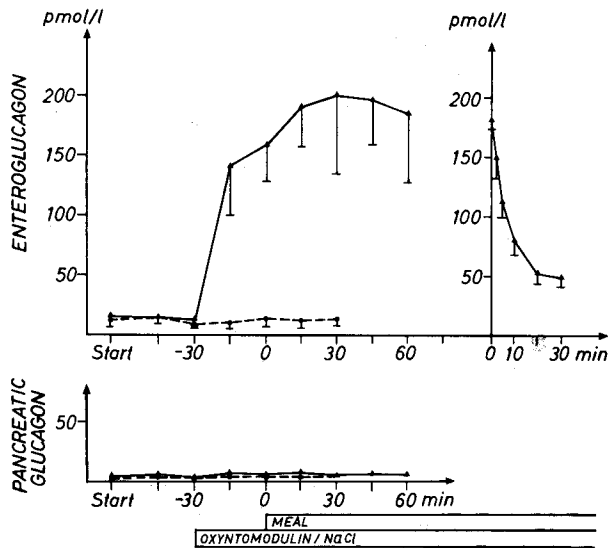 pmol/l
ENTEROGLUCAGON
200
150
100
50
Start -30 0 30 60 min
pmol/l
200
150
100
50
0 10 30 min
PANCREATIC
GLUCAGON
50
Start -30 0 30 60 min
MEAL
OXYNTOMODULIN / NaCl